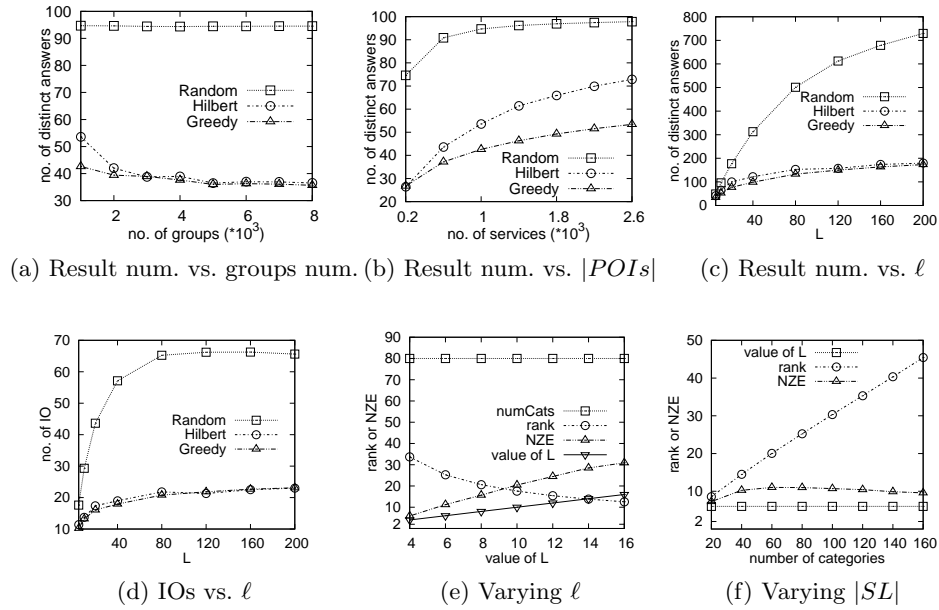 no. of distinct answers
100
90
80
70
60
50
40
30
2
4
6
8
no. of groups (*10^3)
Random
Hilbert
Greedy
(a) Result num. vs. groups num.
no. of distinct answers
100
90
80
70
60
50
40
30
20
0.2
1
1.8
2.6
no. of services (*10^3)
Random
Hilbert
Greedy
(b) Result num. vs. |POIs|
no. of distinct answers
800
700
600
500
400
300
200
100
0
40
80
120
160
200
L
Random
Hilbert
Greedy
(c) Result num. vs. ℓ
no. of IO
70
60
50
40
30
20
10
40
80
120
160
200
L
Random
Hilbert
Greedy
(d) IOs vs. ℓ
rank or NZE
90
80
70
60
50
40
30
20
10
2
4
6
8
10
12
14
16
value of L
numCats
rank
NZE
value of L
(e) Varying ℓ
rank or NZE
50
40
30
20
10
2
20
40
60
80
100
120
140
160
number of categories
value of L
rank
NZE
(f) Varying |SL|